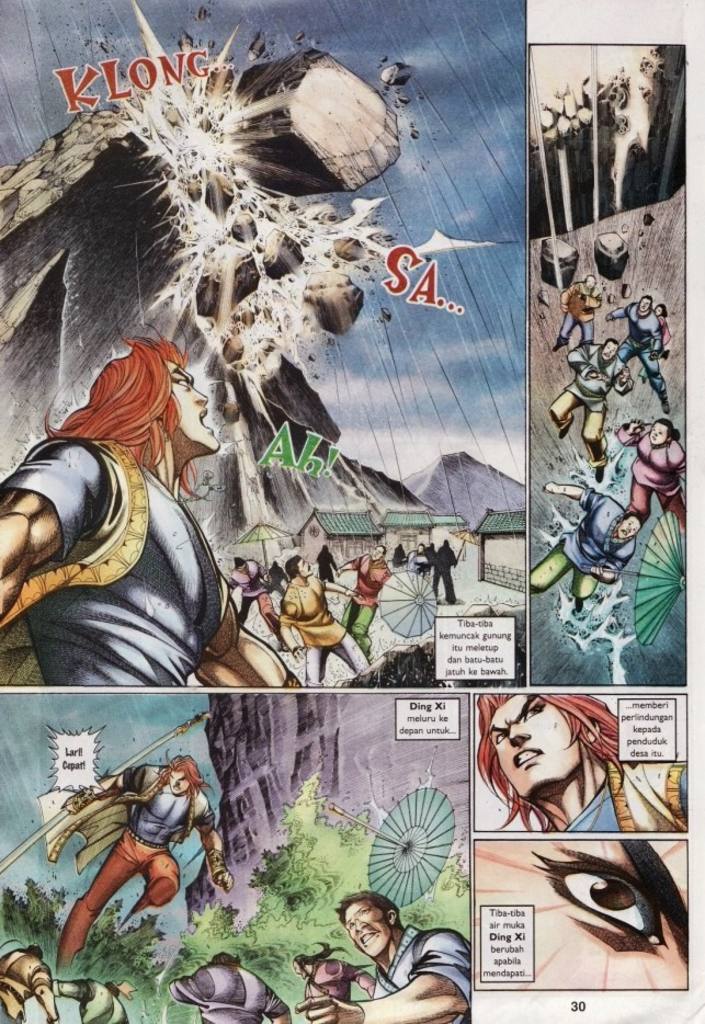 KLONG...
SA...
Ah!
Tiba-tiba
kemuncak gunung
itu meletup
dan batu-batu
jatuh ke bawah.
Ding Xi
meluru ke
depan untuk...
Lari!
Cepat!
...memberi
perlindungan
kepada
penduduk
desa itu.
Tiba-tiba
air muka
Ding Xi
berubah
apabila
mendapati...
30